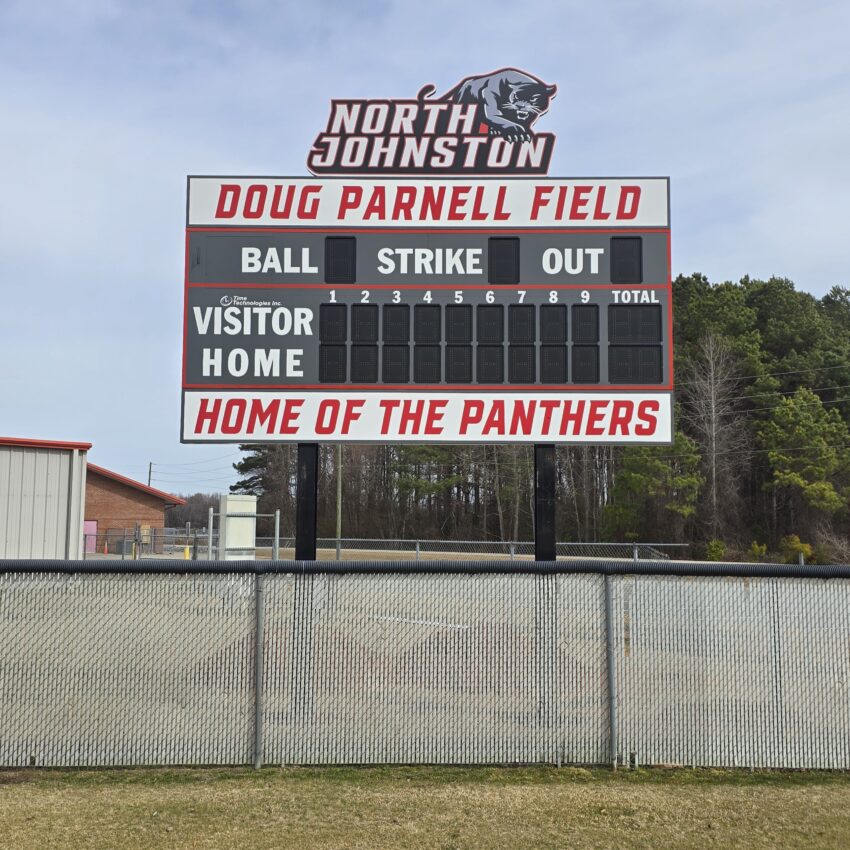 NORTH
JOHNSTON
DOUG PARNELL FIELD
BALL STRIKE OUT
1 2 3 4 5 6 7 8 9 TOTAL
Time
Technologies Inc.
VISITOR
HOME
HOME OF THE PANTHERS